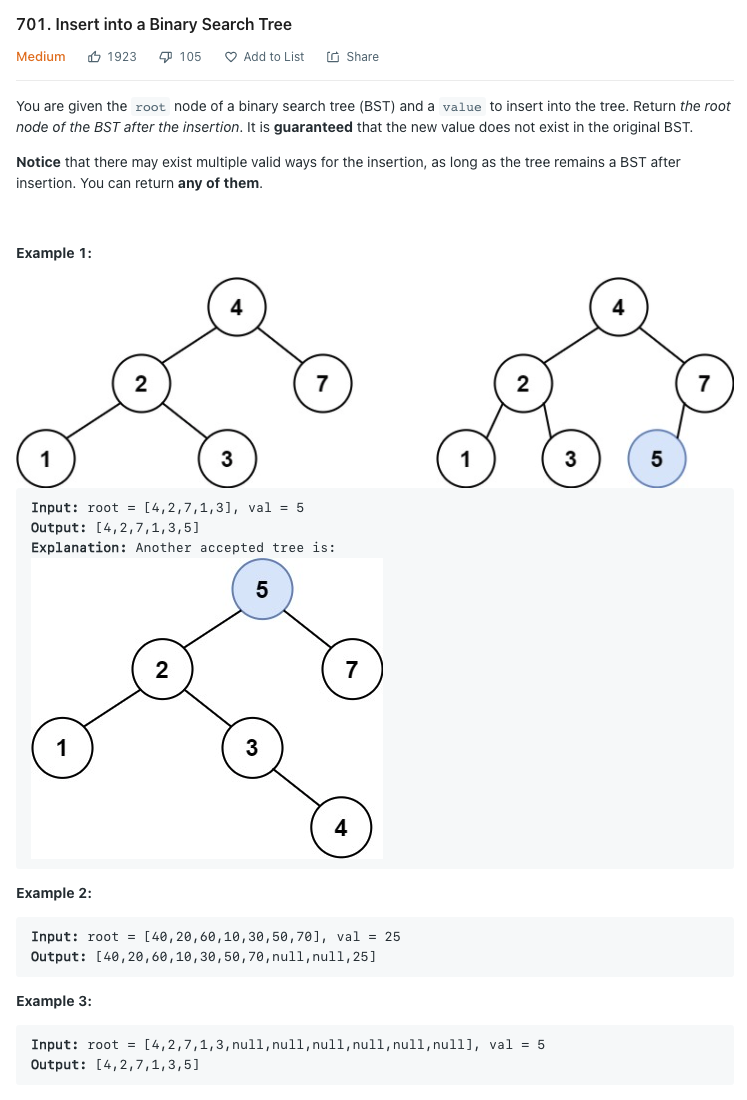 701. Insert into a Binary Search Tree
Medium 1923 105 Add to List Share
You are given the root node of a binary search tree (BST) and a value to insert into the tree. Return the root
node of the BST after the insertion. It is guaranteed that the new value does not exist in the original BST.
Notice that there may exist multiple valid ways for the insertion, as long as the tree remains a BST after
insertion. You can return any of them.
Example 1:
4 4
2 7 2 7
1 3 1 3 5
Input: root = [4,2,7,1,3], val = 5
Output: [4,2,7,1,3,5]
Explanation: Another accepted tree is:
5
2 7
1 3
4
Example 2:
Input: root = [40,20,60,10,30,50,70], val = 25
Output: [40,20,60,10,30,50,70,null,null,25]
Example 3:
Input: root = [4,2,7,1,3,null,null,null,null,null,null], val = 5
Output: [4,2,7,1,3,5]